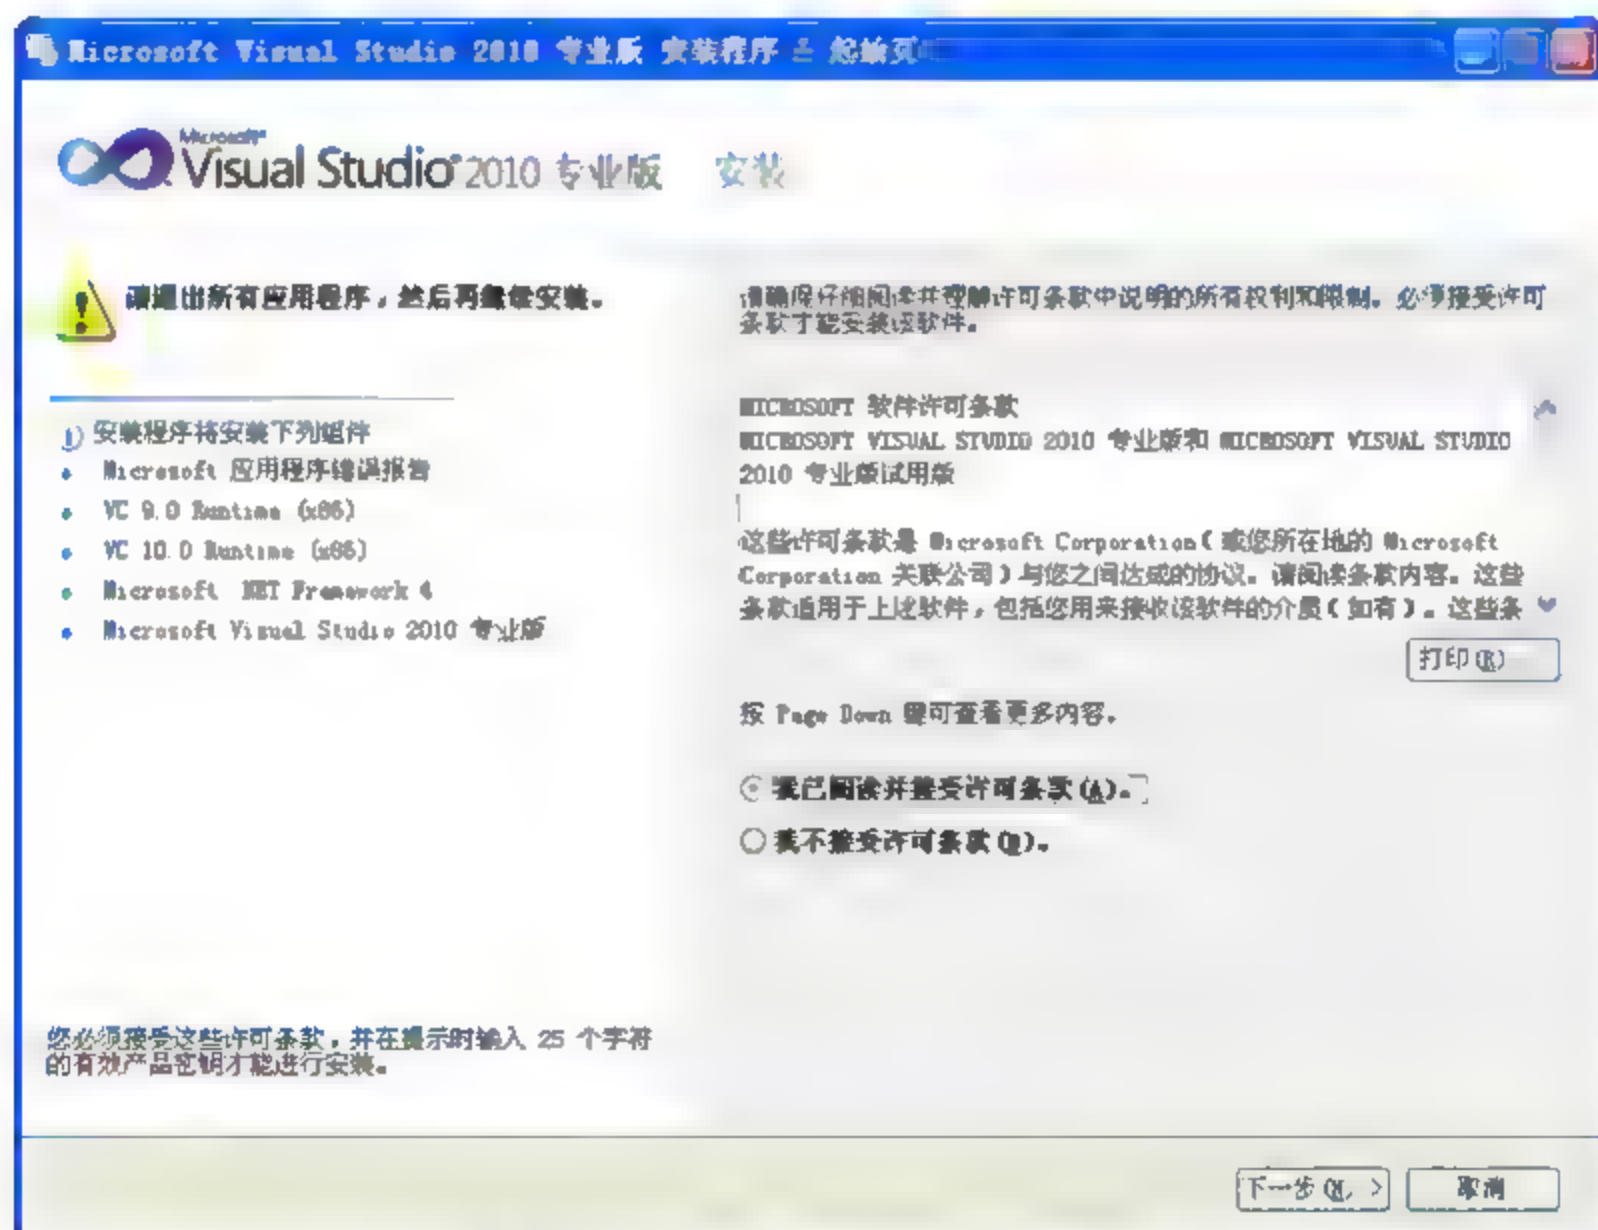 Microsoft Visual Studio 2010 专业版 安装程序 - 起始页
Microsoft
Visual Studio 2010 专业版 安装
请退出所有应用程序，然后再继续安装。
安装程序将安装下列组件
Microsoft 应用程序错误报告
VC 9.0 Runtime (x86)
VC 10.0 Runtime (x86)
Microsoft .NET Framework 4
Microsoft Visual Studio 2010 专业版
您必须接受这些许可条款，并在提示时输入 25 个字符
的有效产品密钥才能进行安装。
请确保仔细阅读并理解许可条款中说明的所有权利和限制。必须接受许可
条款才能安装该软件。
MICROSOFT 软件许可条款
MICROSOFT VISUAL STUDIO 2010 专业版和 MICROSOFT VISUAL STUDIO
2010 专业版试用版
这些许可条款是 Microsoft Corporation（或您所在地的 Microsoft
Corporation 关联公司）与您之间达成的协议。请阅读条款内容。这些
条款适用于上述软件，包括您用来接收该软件的介质（如有）。这些条
打印(R)
按 Page Down 键可查看更多内容。
我已阅读并接受许可条款(A)。
我不接受许可条款(D)。
下一步(N) >
取消